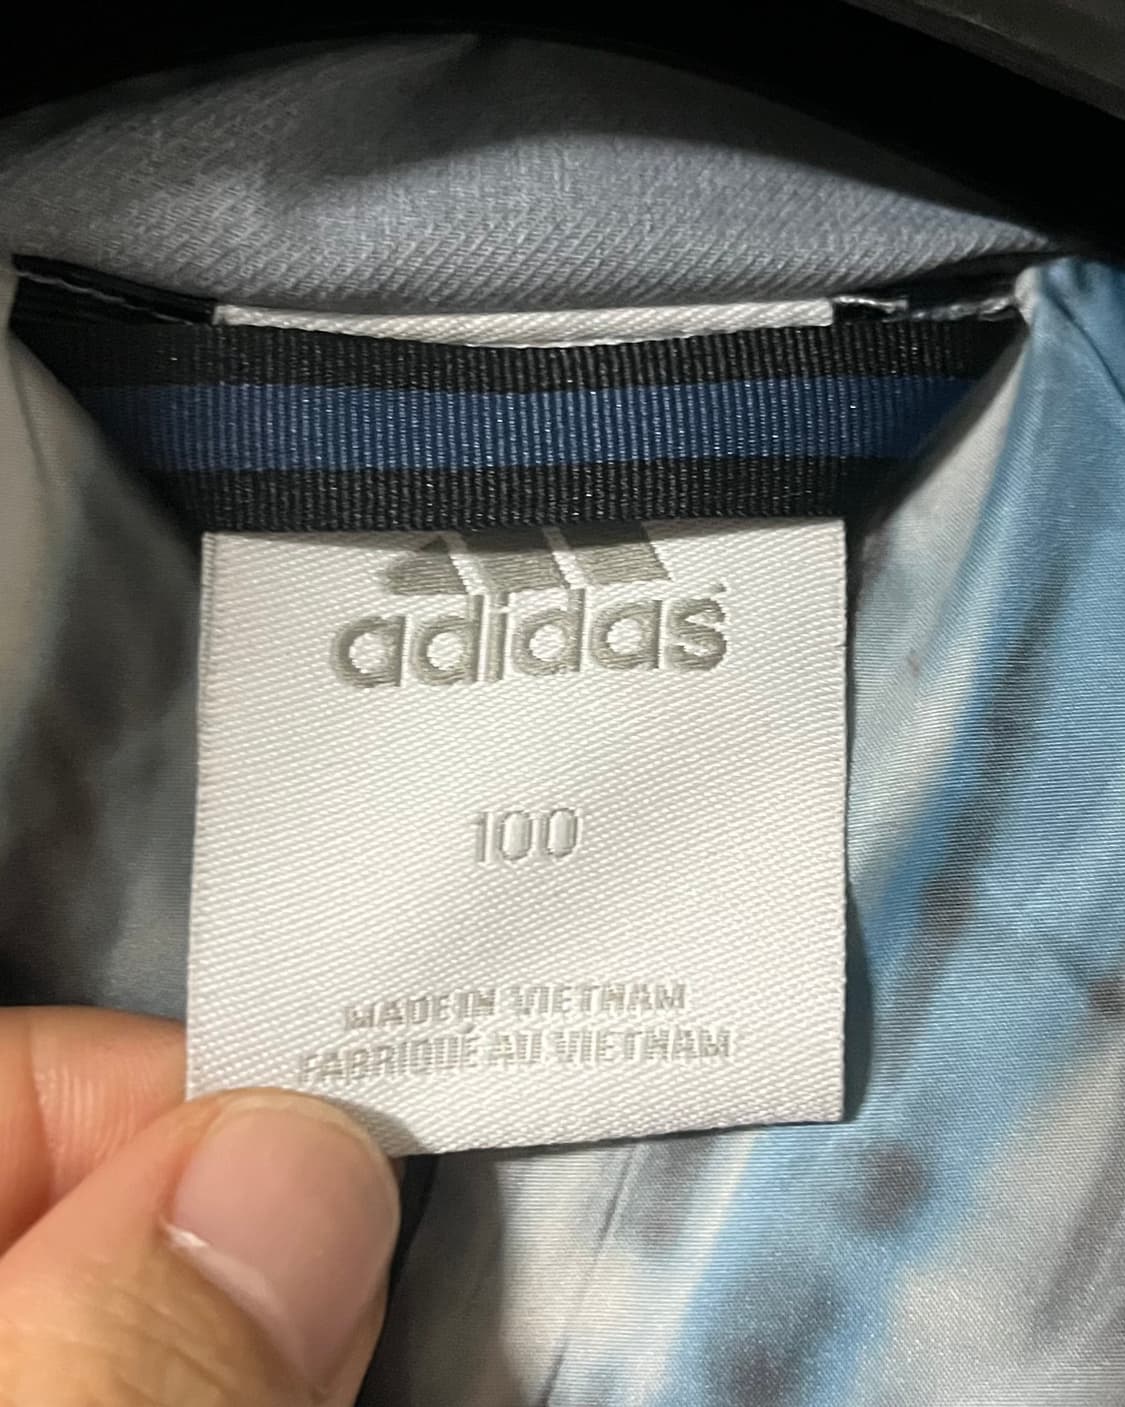 adidas
100
MADE IN VIETNAM
FABRIQUÉ AU VIETNAM